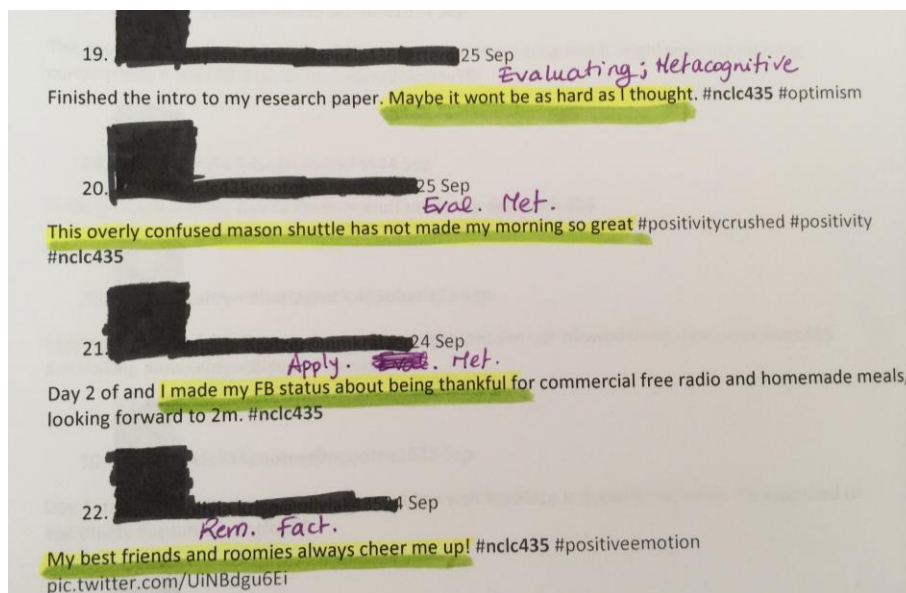 19. 25 Sep
Evaluating; Metacognitive
Finished the intro to my research paper. Maybe it wont be as hard as I thought. #nclc435 #optimism
20. 25 Sep
Eval. Met.
This overly confused mason shuttle has not made my morning so great #positivitycrushed #positivity
#nclc435
21. 24 Sep
Apply. Met.
Day 2 of and I made my FB status about being thankful for commercial free radio and homemade meals,
looking forward to 2m. #nclc435
22. 4 Sep
Rem. Fact.
My best friends and roomies always cheer me up! #nclc435 #positiveemotion
pic.twitter.com/UiNBdgu6Ei